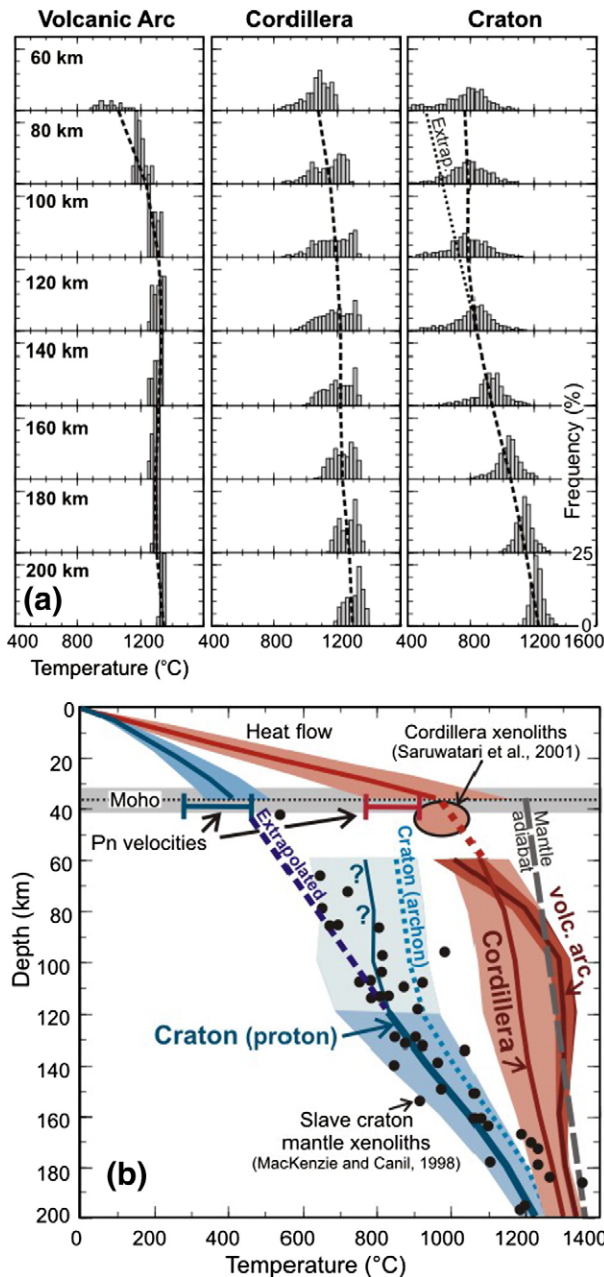 Volcanic Arc Cordillera Craton
60 km
80 km
100 km
120 km
140 km
160 km
180 km
200 km
Extrap.
Frequency (%)
25
0
(a)
400 800 1200 400 800 1200 400 800 1200 1600
Temperature (°C)
0
20
40
60
80
100
120
140
160
180
200
Depth (km)
Heat flow
Cordillera xenoliths
(Saruwatari et al., 2001)
Moho
Pn velocities
Extrapolated
Craton (archon)
Mantle
adiabat
volc. arc
Cordillera
?
?
Craton (proton)
Slave craton
mantle xenoliths
(MacKenzie and Canil, 1998)
(b)
0 200 400 600 800 1000 1200 1400
Temperature (°C)